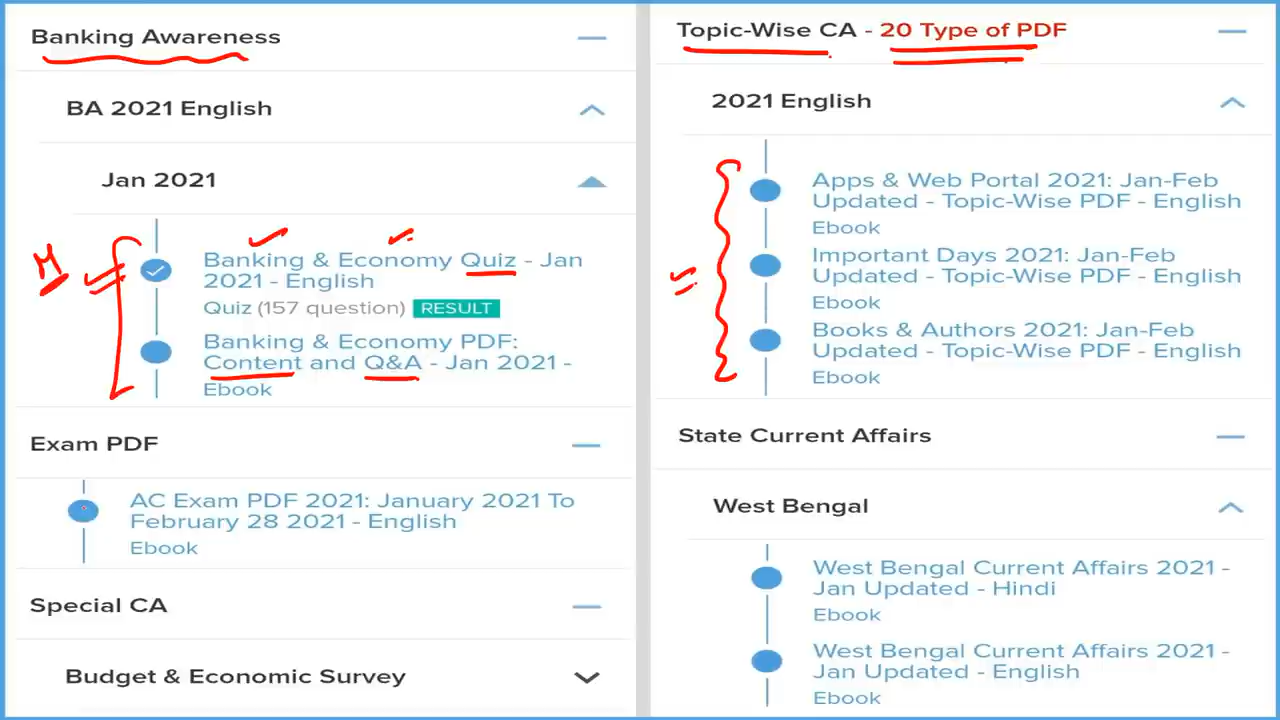 Banking Awareness
BA 2021 English
Jan 2021
Banking & Economy Quiz - Jan
2021 - English
Quiz (157 question) RESULT
Banking & Economy PDF:
Content and Q&A - Jan 2021 -
Ebook
Exam PDF
AC Exam PDF 2021: January 2021 To
February 28 2021 - English
Ebook
Special CA
Budget & Economic Survey
Topic-Wise CA - 20 Type of PDF
2021 English
Apps & Web Portal 2021: Jan-Feb
Updated - Topic-Wise PDF - English
Ebook
Important Days 2021: Jan-Feb
Updated - Topic-Wise PDF - English
Ebook
Books & Authors 2021: Jan-Feb
Updated - Topic-Wise PDF - English
Ebook
State Current Affairs
West Bengal
West Bengal Current Affairs 2021 -
Jan Updated - Hindi
Ebook
West Bengal Current Affairs 2021 -
Jan Updated - English
Ebook